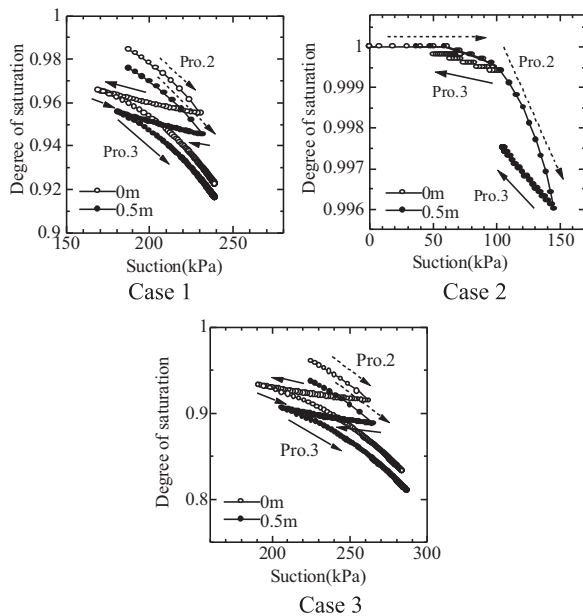 1
0.98
0.96
0.94
0.92
0.9
150
200
250
Degree of saturation
Suction(kPa)
Pro.2
Pro.3
0m
0.5m
Case 1
1
0.999
0.998
0.997
0.996
0
50
100
150
Degree of saturation
Suction(kPa)
Pro.2
Pro.3
0m
0.5m
Case 2
1
0.9
0.8
200
250
300
Degree of saturation
Suction(kPa)
Pro.2
Pro.3
0m
0.5m
Case 3